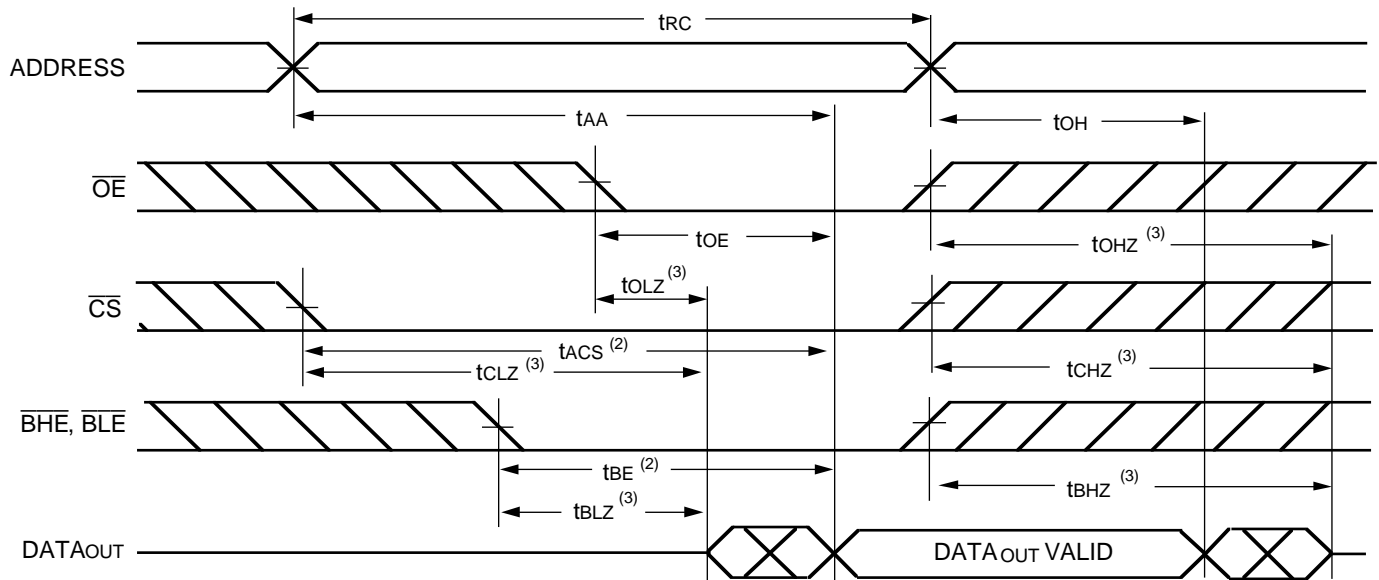 tRC
ADDRESS
tAA
tOH
OE
tOE
tOHZ (3)
tOLZ (3)
CS
tACS (2)
tCLZ (3)
tCHZ (3)
BHE, BLE
tBE (2)
tBHZ (3)
tBLZ (3)
DATAOUT
DATAOUT VALID